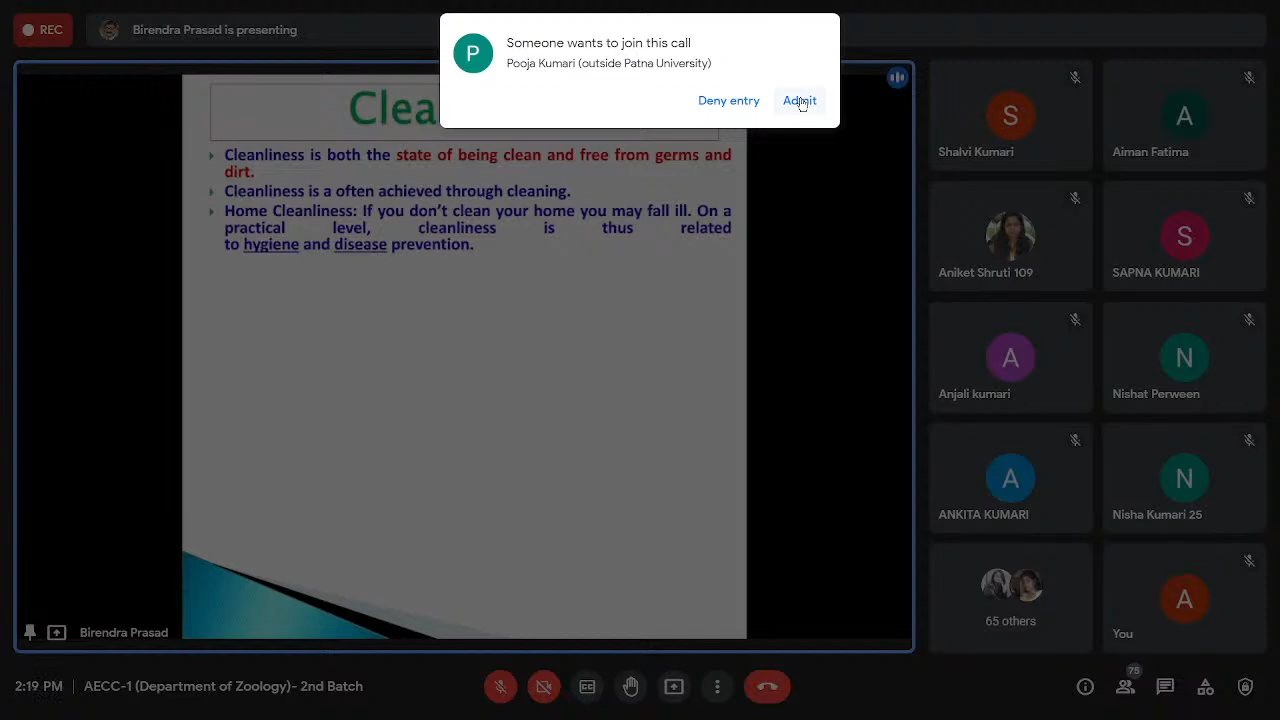 REC
Birendra Prasad is presenting
P
Someone wants to join this call
Pooja Kumari (outside Patna University)
Deny entry
Admit
Clea
Cleanliness is both the state of being clean and free from germs and
dirt.
Cleanliness is a often achieved through cleaning.
Home Cleanliness: If you don't clean your home you may fall ill. On a
practical level, cleanliness is thus related
to hygiene and disease prevention.
Birendra Prasad
S
Shalvi Kumari
A
Aiman Fatima
Aniket Shruti 109
S
SAPNA KUMARI
A
Anjali kumari
N
Nishat Perween
A
ANKITA KUMARI
N
Nisha Kumari 25
65 others
A
You
2:19 PM | AECC-1 (Department of Zoology)- 2nd Batch
CC
75